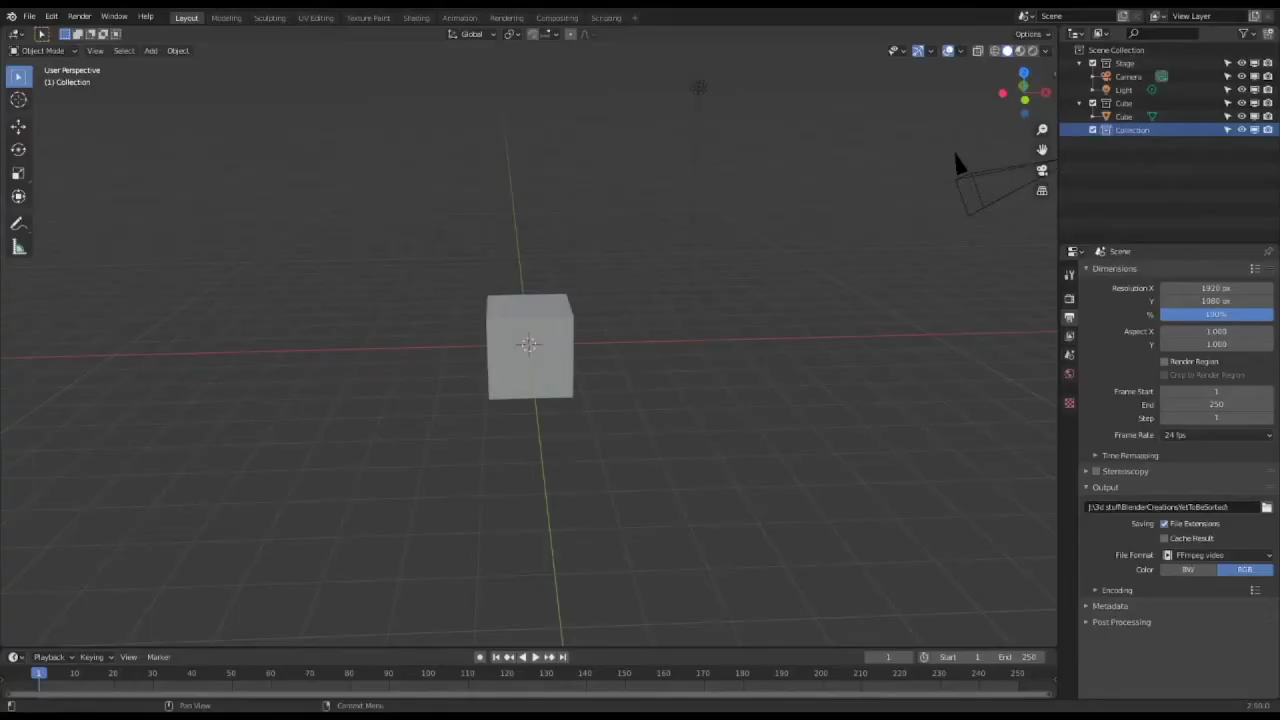 File Edit Render Window Help Layout Modeling Sculpting UV Editing Texture Paint Shading Animation Rendering Compositing Scripting + Scene View Layer
Global Options
Object Mode View Select Add Object
User Perspective
(1) Collection
Scene Collection
Stage
Camera
Light
Cube
Cube
Collection
Scene
Dimensions
Resolution X 1920 px
Y 1080 px
% 100%
Aspect X 1.000
Y 1.000
Render Region
Crop to Render Region
Frame Start 1
End 250
Step 1
Frame Rate 24 fps
Time Remapping
Stereoscopy
Output
J:\3d stuff\BlenderCreationsYetToBeSorted\
Saving File Extensions
Cache Result
File Format FFmpeg video
Color BW RGB
Encoding
Metadata
Post Processing
Playback Keying View Marker 1 Start 1 End 250
1 10 20 30 40 50 60 70 80 90 100 110 120 130 140 150 160 170 180 190 200 210 220 230 240 250
Pan View Context Menu 2.90.0